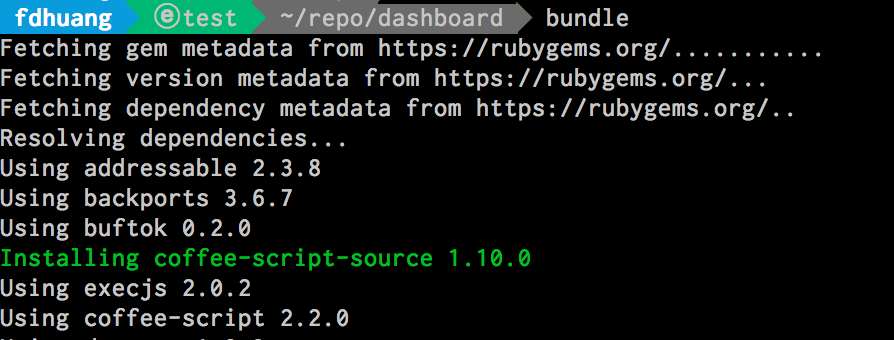 fdhuang ⓔtest ~/repo/dashboard bundle
Fetching gem metadata from https://rubygems.org/...........
Fetching version metadata from https://rubygems.org/...
Fetching dependency metadata from https://rubygems.org/..
Resolving dependencies...
Using addressable 2.3.8
Using backports 3.6.7
Using buftok 0.2.0
Installing coffee-script-source 1.10.0
Using execjs 2.0.2
Using coffee-script 2.2.0